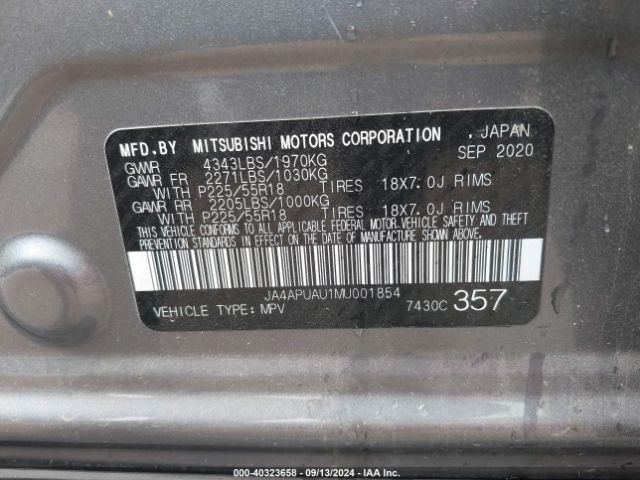 MFD.BY MITSUBISHI MOTORS CORPORATION , JAPAN
GVWR 4343LBS/1970KG SEP 2020
GAWR FR 2271LBS/1030KG
WITH P225/55R18 TIRES 18X7.0J RIMS
GAWR RR 2205LBS/1000KG
WITH P225/55R18 TIRES 18X7.0J RIMS
THIS VEHICLE CONFORMS TO ALL APPLICABLE FEDERAL MOTOR VEHICLE SAFETY AND THEFT
PREVENTION STANDARDS IN EFFECT ON THE DATE OF MANUFACTURE SHOWN ABOVE.
JA4APUAU1MU001854
VEHICLE TYPE: MPV 7430C 357
000-40323658 - 09/13/2024 - IAA Inc.